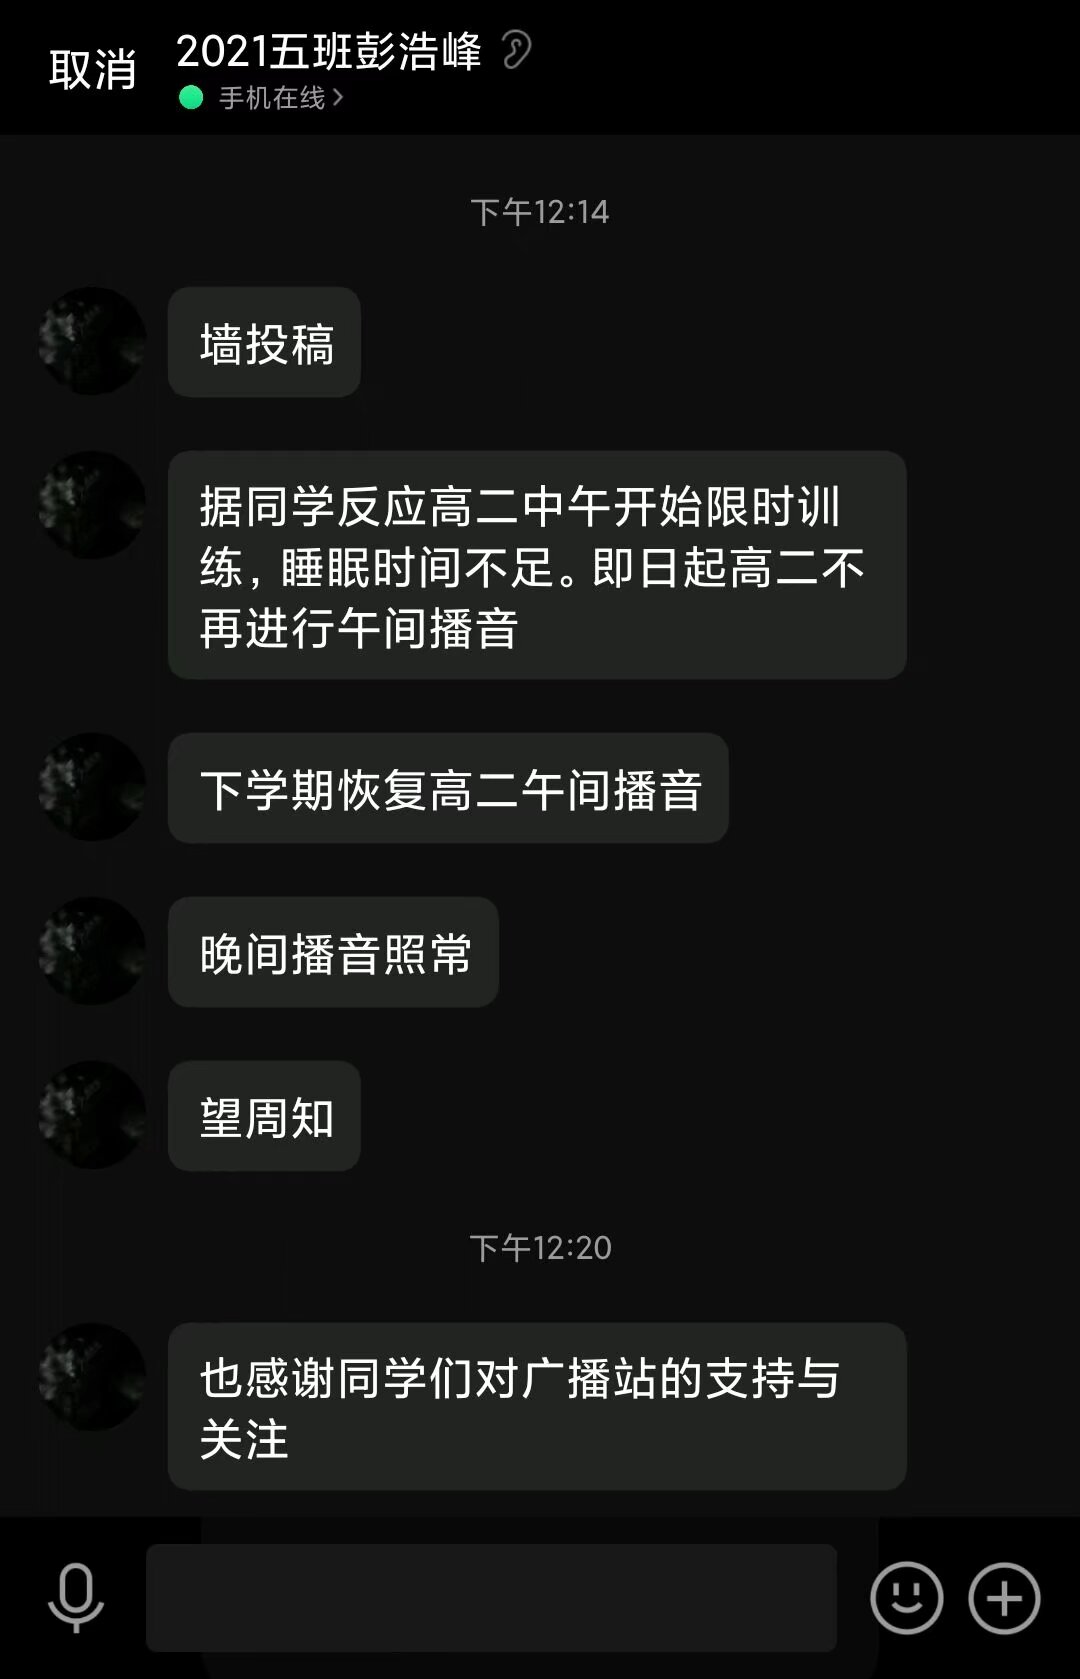 取消
2021五班彭浩峰
手机在线
下午12:14
墙投稿
据同学反应高二中午开始限时训
练，睡眠时间不足。即日起高二不
再进行午间播音
下学期恢复高二午间播音
晚间播音照常
望周知
下午12:20
也感谢同学们对广播站的支持与
关注